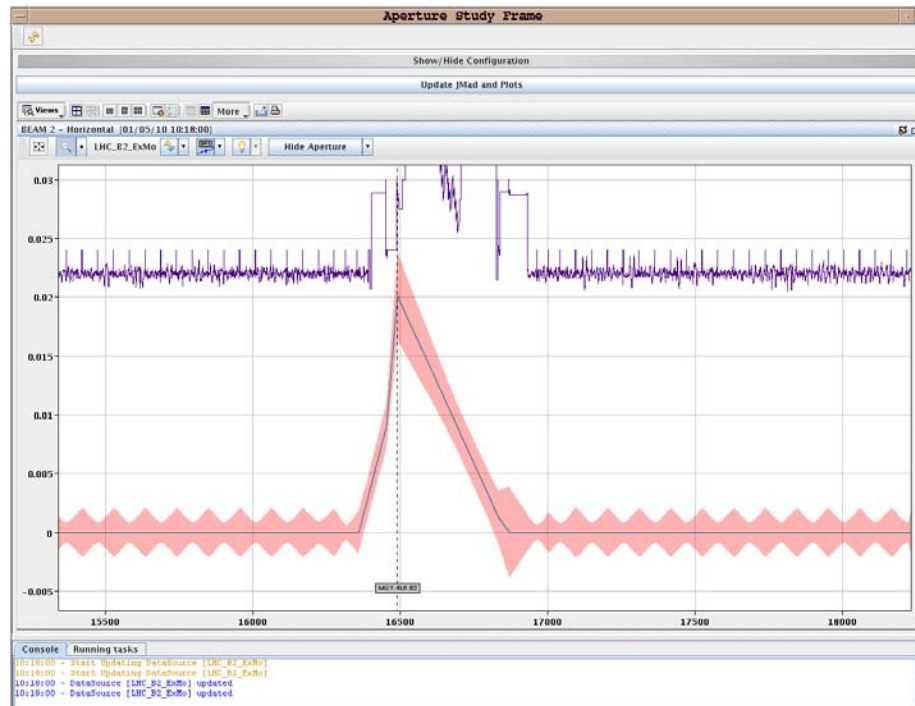 Aperture Study Frame
Show/Hide Configuration
Update JMad and Plots
Views More
BEAM 2 - Horizontal [01/05/10 10:18:00]
LHC_B2_ExMo Hide Aperture
0.03
0.025
0.02
0.015
0.01
0.005
0
-0.005
15500 16000 16500 17000 17500 18000
Console Running tasks
10:18:00 - Start Updating DataSource [LHC_B2_ExMo]
10:18:00 - Start Updating DataSource [LHC_B2_ExMo]
10:18:00 - DataSource [LHC_B2_ExMo] updated
10:18:00 - DataSource [LHC_B2_ExMo] updated